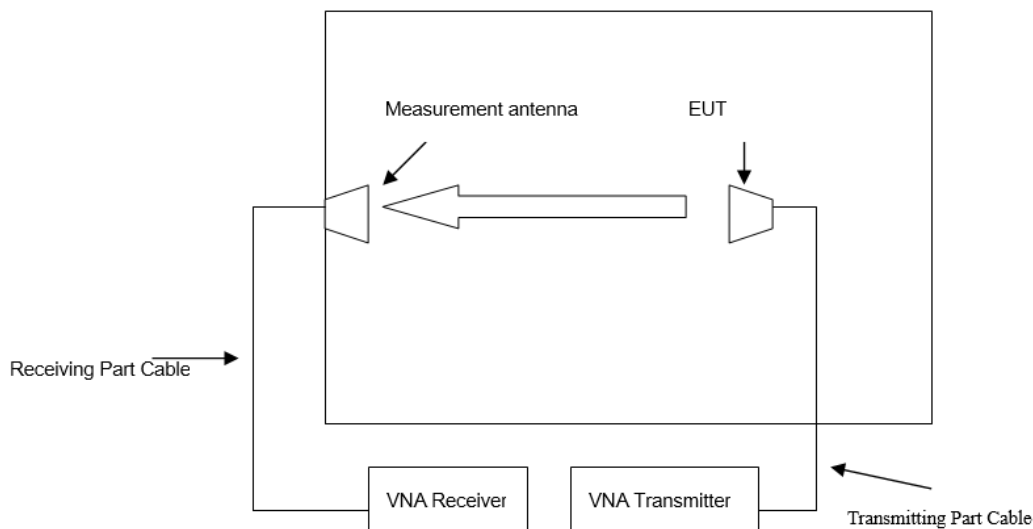 Measurement antenna
EUT
Receiving Part Cable
VNA Receiver
VNA Transmitter
Transmitting Part Cable